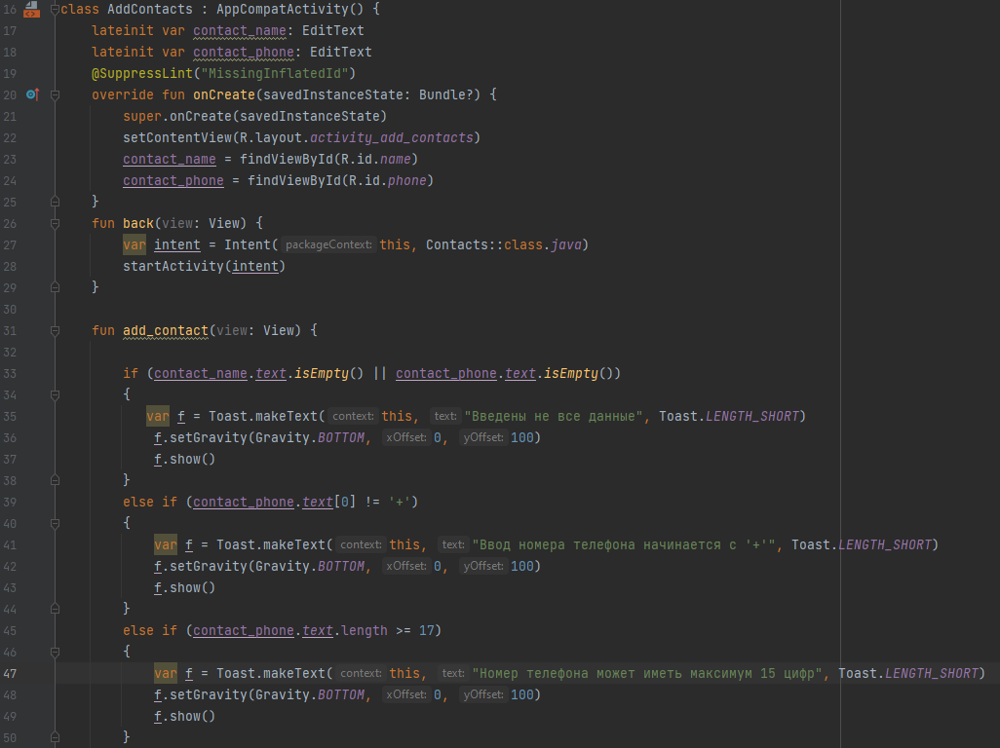 16 class AddContacts : AppCompatActivity() {
17 lateinit var contact_name: EditText
18 lateinit var contact_phone: EditText
19 @SuppressLint("MissingInflatedId")
20 override fun onCreate(savedInstanceState: Bundle?) {
21 super.onCreate(savedInstanceState)
22 setContentView(R.layout.activity_add_contacts)
23 contact_name = findViewById(R.id.name)
24 contact_phone = findViewById(R.id.phone)
25 }
26 fun back(view: View) {
27 var intent = Intent( packageContext: this, Contacts::class.java)
28 startActivity(intent)
29 }
30
31 fun add_contact(view: View) {
32
33 if (contact_name.text.isEmpty() || contact_phone.text.isEmpty())
34 {
35 var f = Toast.makeText( context: this, text: "Введены не все данные", Toast.LENGTH_SHORT)
36 f.setGravity(Gravity.BOTTOM, xOffset: 0, yOffset: 100)
37 f.show()
38 }
39 else if (contact_phone.text[0] != '+')
40 {
41 var f = Toast.makeText( context: this, text: "Ввод номера телефона начинается с '+'", Toast.LENGTH_SHORT)
42 f.setGravity(Gravity.BOTTOM, xOffset: 0, yOffset: 100)
43 f.show()
44 }
45 else if (contact_phone.text.length >= 17)
46 {
47 var f = Toast.makeText( context: this, text: "Номер телефона может иметь максимум 15 цифр", Toast.LENGTH_SHORT)
48 f.setGravity(Gravity.BOTTOM, xOffset: 0, yOffset: 100)
49 f.show()
50 }